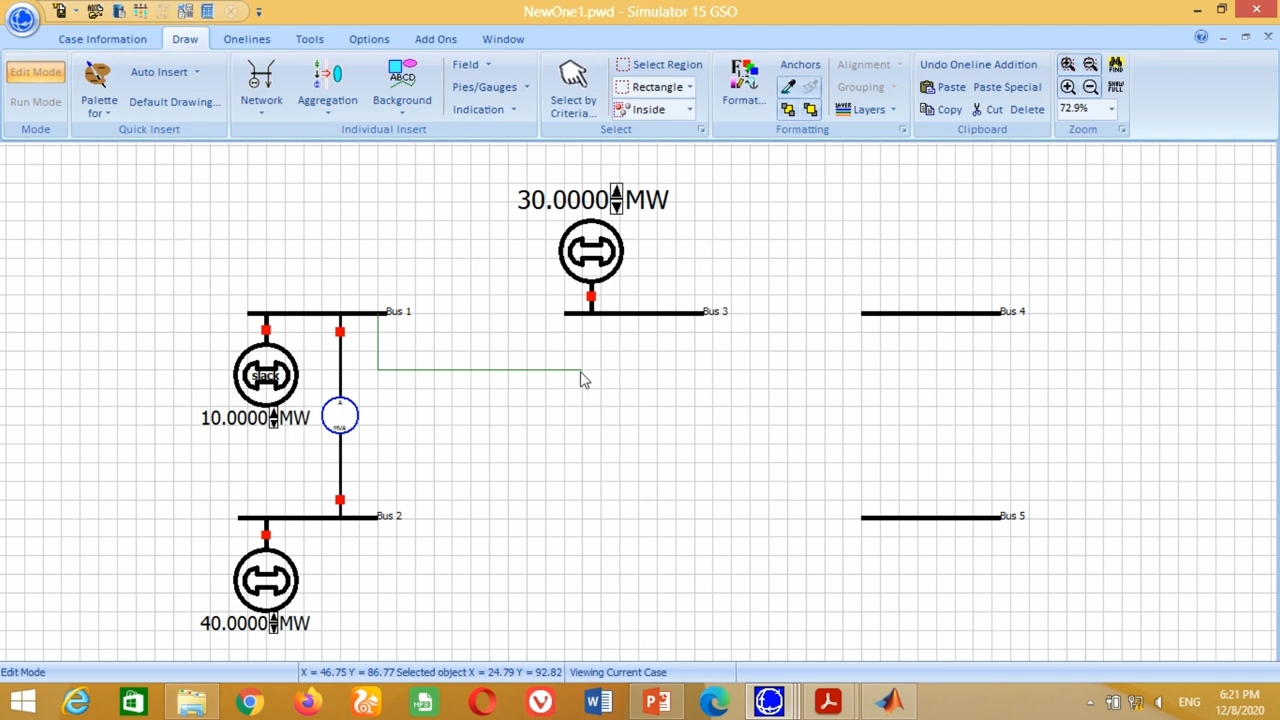 NewOne1.pwd - Simulator 15 GSO
Case Information Draw Onelines Tools Options Add Ons Window
Edit Mode
Run Mode
Mode
Palette for
Auto Insert
Default Drawing...
Quick Insert
Network
Aggregation
Background
ABCD
Field
Pies/Gauges
Indication
Individual Insert
Select by Criteria...
Select Region
Rectangle
Inside
Select
Format...
Anchors
Alignment
Grouping
Layers
Formatting
Undo Oneline Addition
Paste Paste Special
Copy Cut Delete
Clipboard
72.9%
Zoom
30.0000 MW
Bus 1
Bus 3
Bus 4
slack
10.0000 MW
A
MVA
Bus 2
Bus 5
40.0000 MW
Edit Mode
X = 46.75 Y = 86.77 Selected object X = 24.79 Y = 92.82
Viewing Current Case
ENG
6:21 PM
12/8/2020